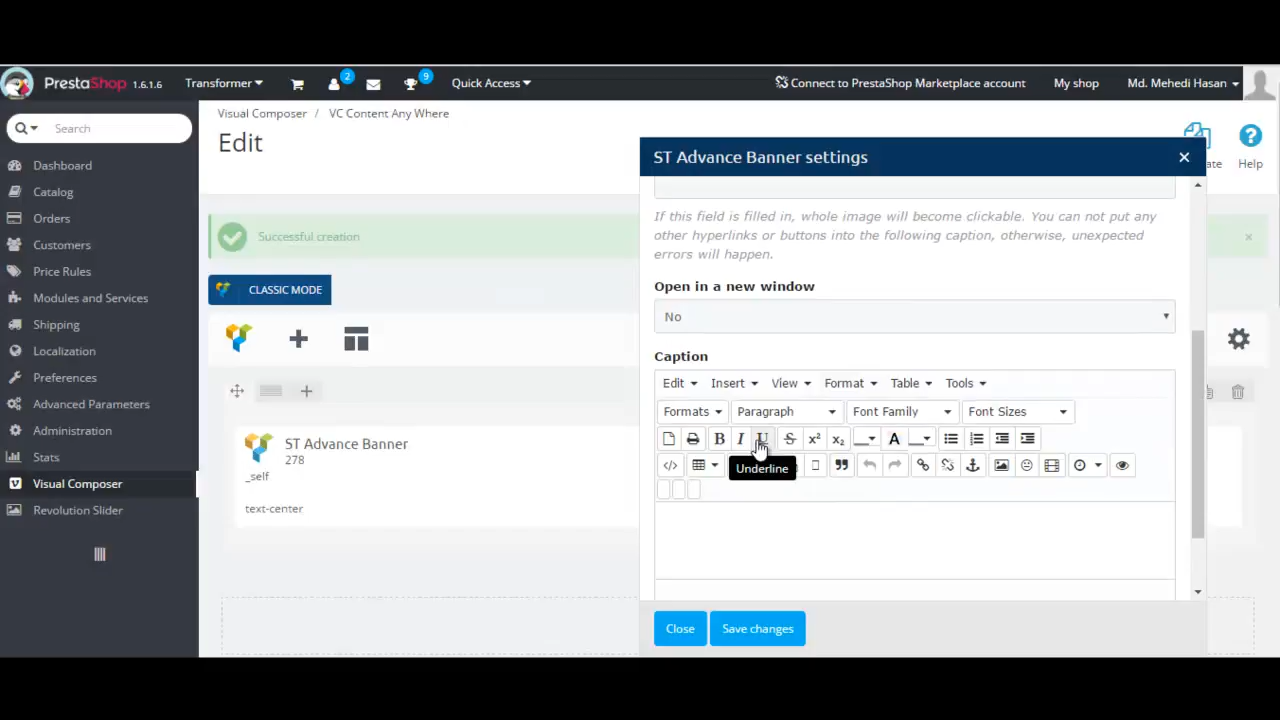 PrestaShop 1.6.1.6 Transformer 2 9 Quick Access Connect to PrestaShop Marketplace account My shop Md. Mehedi Hasan
Search
Dashboard
Catalog
Orders
Customers
Price Rules
Modules and Services
Shipping
Localization
Preferences
Advanced Parameters
Administration
Stats
Visual Composer
Revolution Slider
Visual Composer / VC Content Any Where
Edit
Help
Successful creation
CLASSIC MODE
ST Advance Banner
278
_self
text-center
ST Advance Banner settings
If this field is filled in, whole image will become clickable. You can not put any
other hyperlinks or buttons into the following caption, otherwise, unexpected
errors will happen.
Open in a new window
No
Caption
Edit Insert View Format Table Tools
Formats Paragraph Font Family Font Sizes
B I U S x² x₂ A
Underline
Close Save changes